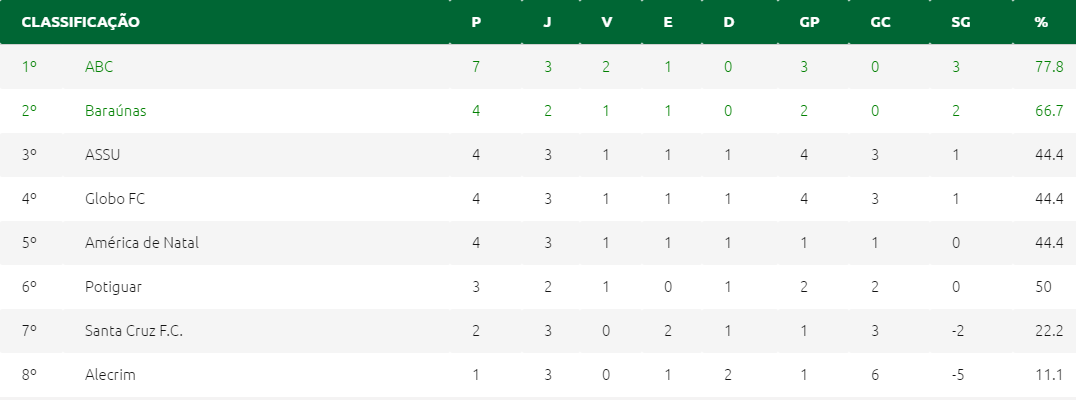 CLASSIFICAÇÃO P J V E D GP GC SG %
1º ABC 7 3 2 1 0 3 0 3 77.8
2º Baraúnas 4 2 1 1 0 2 0 2 66.7
3º ASSU 4 3 1 1 1 4 3 1 44.4
4º Globo FC 4 3 1 1 1 4 3 1 44.4
5º América de Natal 4 3 1 1 1 1 1 0 44.4
6º Potiguar 3 2 1 0 1 2 2 0 50
7º Santa Cruz F.C. 2 3 0 2 1 1 3 -2 22.2
8º Alecrim 1 3 0 1 2 1 6 -5 11.1